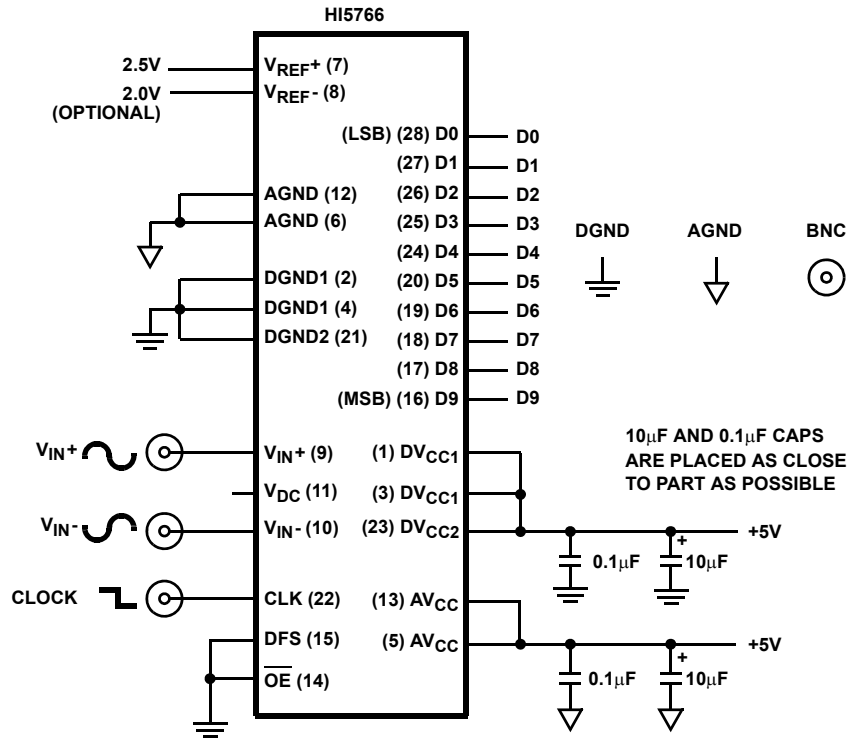 HI5766
2.5V
VREF+ (7)
2.0V
(OPTIONAL)
VREF- (8)
(LSB) (28) D0
D0
(27) D1
D1
AGND (12)
(26) D2
D2
AGND (6)
(25) D3
D3
(24) D4
D4
DGND1 (2)
(20) D5
D5
DGND1 (4)
(19) D6
D6
DGND2 (21)
(18) D7
D7
(17) D8
D8
(MSB) (16) D9
D9
DGND
AGND
BNC
10μF AND 0.1μF CAPS
ARE PLACED AS CLOSE
TO PART AS POSSIBLE
VIN+
VIN+ (9)
(1) DVCC1
VDC (11)
(3) DVCC1
VIN-
VIN- (10)
(23) DVCC2
+5V
+
0.1μF
10μF
CLOCK
CLK (22)
(13) AVCC
DFS (15)
(5) AVCC
+5V
+
OE (14)
0.1μF
10μF